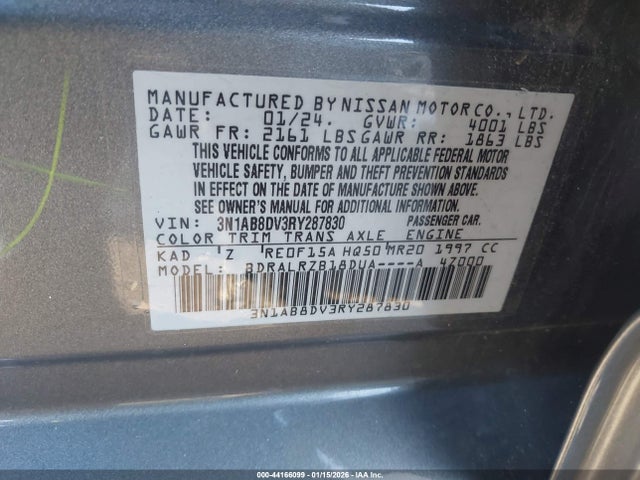 MANUFACTURED BY NISSAN MOTOR CO., LTD.
DATE: 01/24. GVWR: 4001 LBS
GAWR FR: 2161 LBS GAWR RR: 1863 LBS
THIS VEHICLE CONFORMS TO ALL APPLICABLE FEDERAL MOTOR
VEHICLE SAFETY, BUMPER AND THEFT PREVENTION STANDARDS
IN EFFECT ON THE DATE OF MANUFACTURE SHOWN ABOVE.
SEE OWNER'S MANUAL FOR ADDITIONAL INFORMATION.
VIN: 3N1AB8DV3RY287830 PASSENGER CAR.
COLOR TRIM TRANS AXLE ENGINE
KAD Z RE0F15A HQ50 MR20 1997 CC
MODEL: BDRALRZB18DUA----A 47000
3N1AB8DV3RY287830
000 - 44166099 - 01/15/2026 - IAA